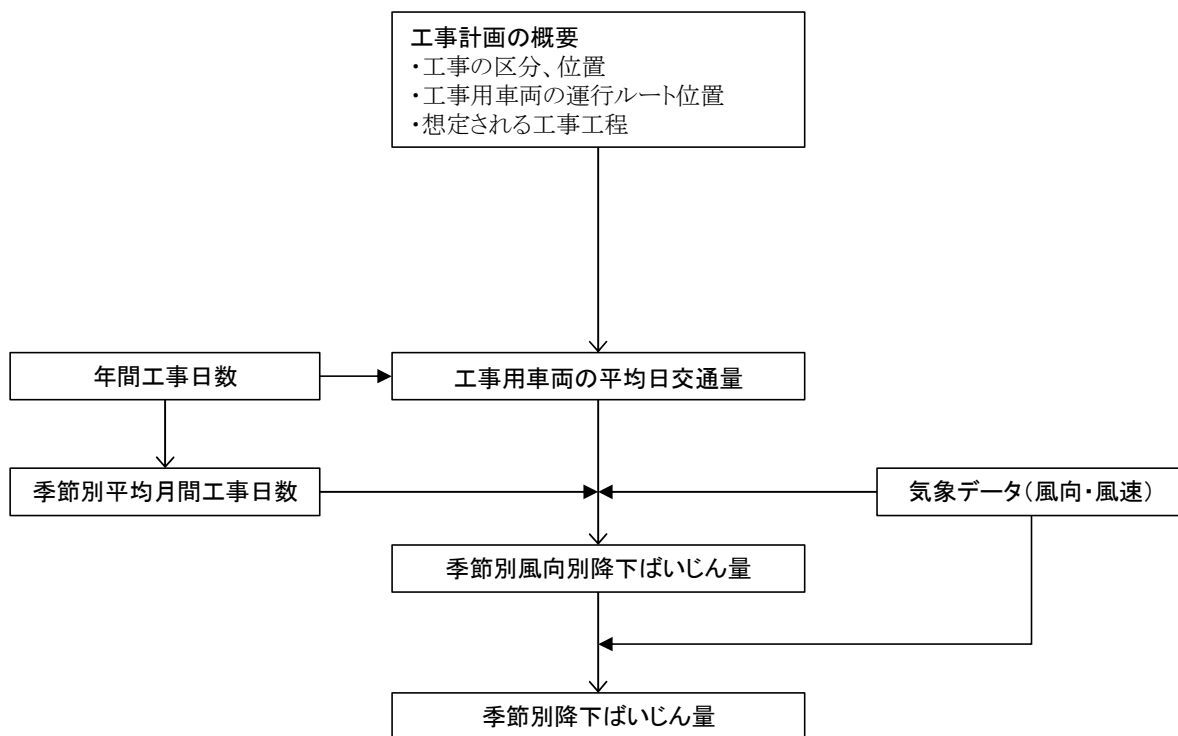 工事計画の概要
・工事の区分、位置
・工事用車両の運行ルート位置
・想定される工事工程
年間工事日数
工事用車両の平均日交通量
季節別平均月間工事日数
気象データ(風向・風速)
季節別風向別降下ばいじん量
季節別降下ばいじん量